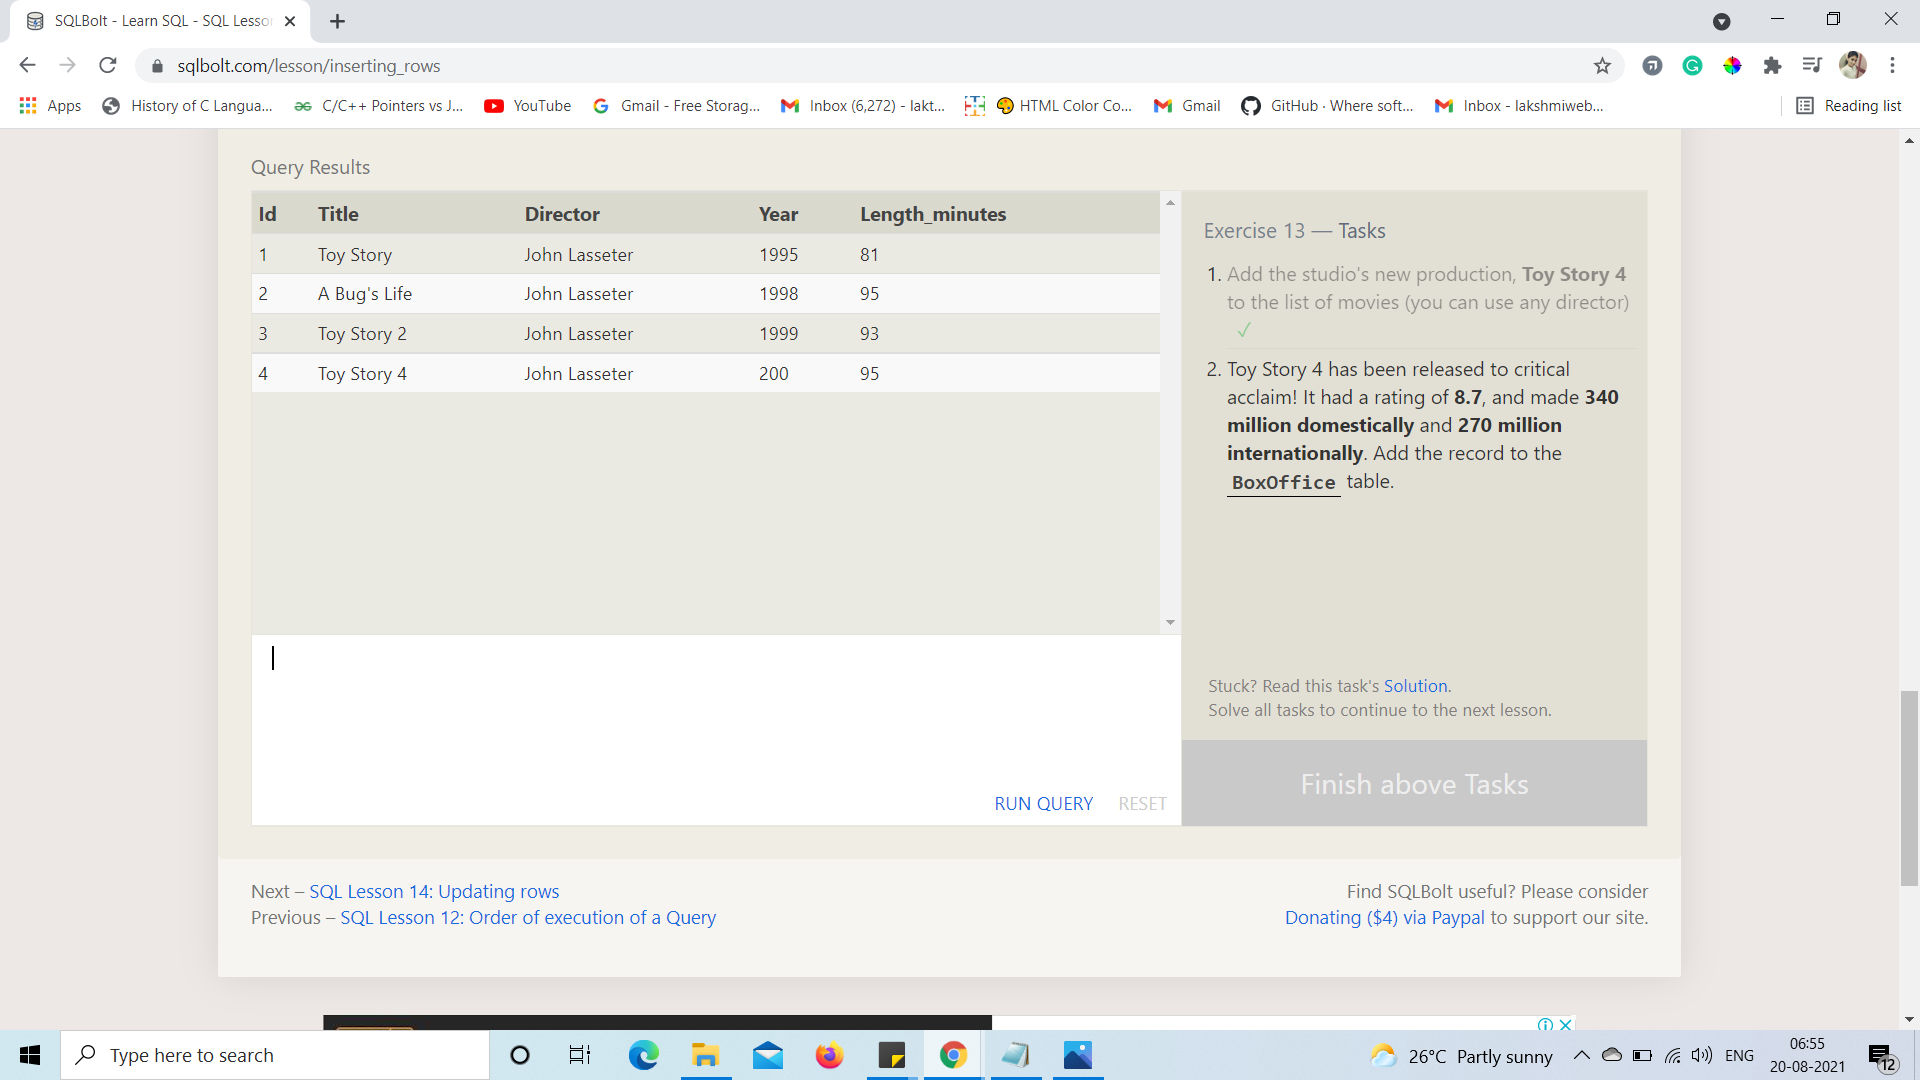 SQLBolt - Learn SQL - SQL Lesso
sqlbolt.com/lesson/inserting_rows
Apps
History of C Langua...
C/C++ Pointers vs J...
YouTube
Gmail - Free Storag...
Inbox (6,272) - lakt...
HTML Color Co...
Gmail
GitHub · Where soft...
Inbox - lakshmiweb...
Reading list
Query Results
Id Title Director Year Length_minutes
1 Toy Story John Lasseter 1995 81
2 A Bug's Life John Lasseter 1998 95
3 Toy Story 2 John Lasseter 1999 93
4 Toy Story 4 John Lasseter 200 95
RUN QUERY RESET
Exercise 13 — Tasks
1. Add the studio's new production, Toy Story 4
to the list of movies (you can use any director)
✓
2. Toy Story 4 has been released to critical
acclaim! It had a rating of 8.7, and made 340
million domestically and 270 million
internationally. Add the record to the
BoxOffice table.
Stuck? Read this task's Solution.
Solve all tasks to continue to the next lesson.
Finish above Tasks
Next – SQL Lesson 14: Updating rows
Previous – SQL Lesson 12: Order of execution of a Query
Find SQLBolt useful? Please consider
Donating ($4) via Paypal to support our site.
Type here to search
26°C Partly sunny
ENG
06:55
20-08-2021
12